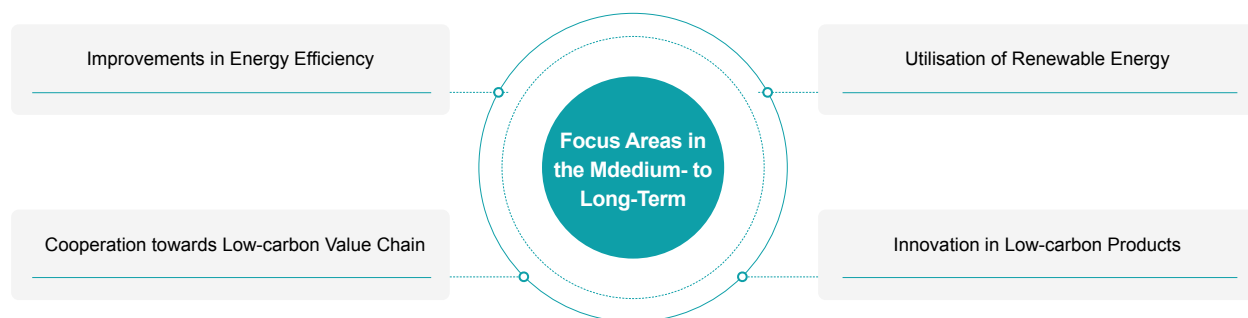 Improvements in Energy Efficiency
Utilisation of Renewable Energy
Focus Areas in
the Mdedium- to
Long-Term
Cooperation towards Low-carbon Value Chain
Innovation in Low-carbon Products